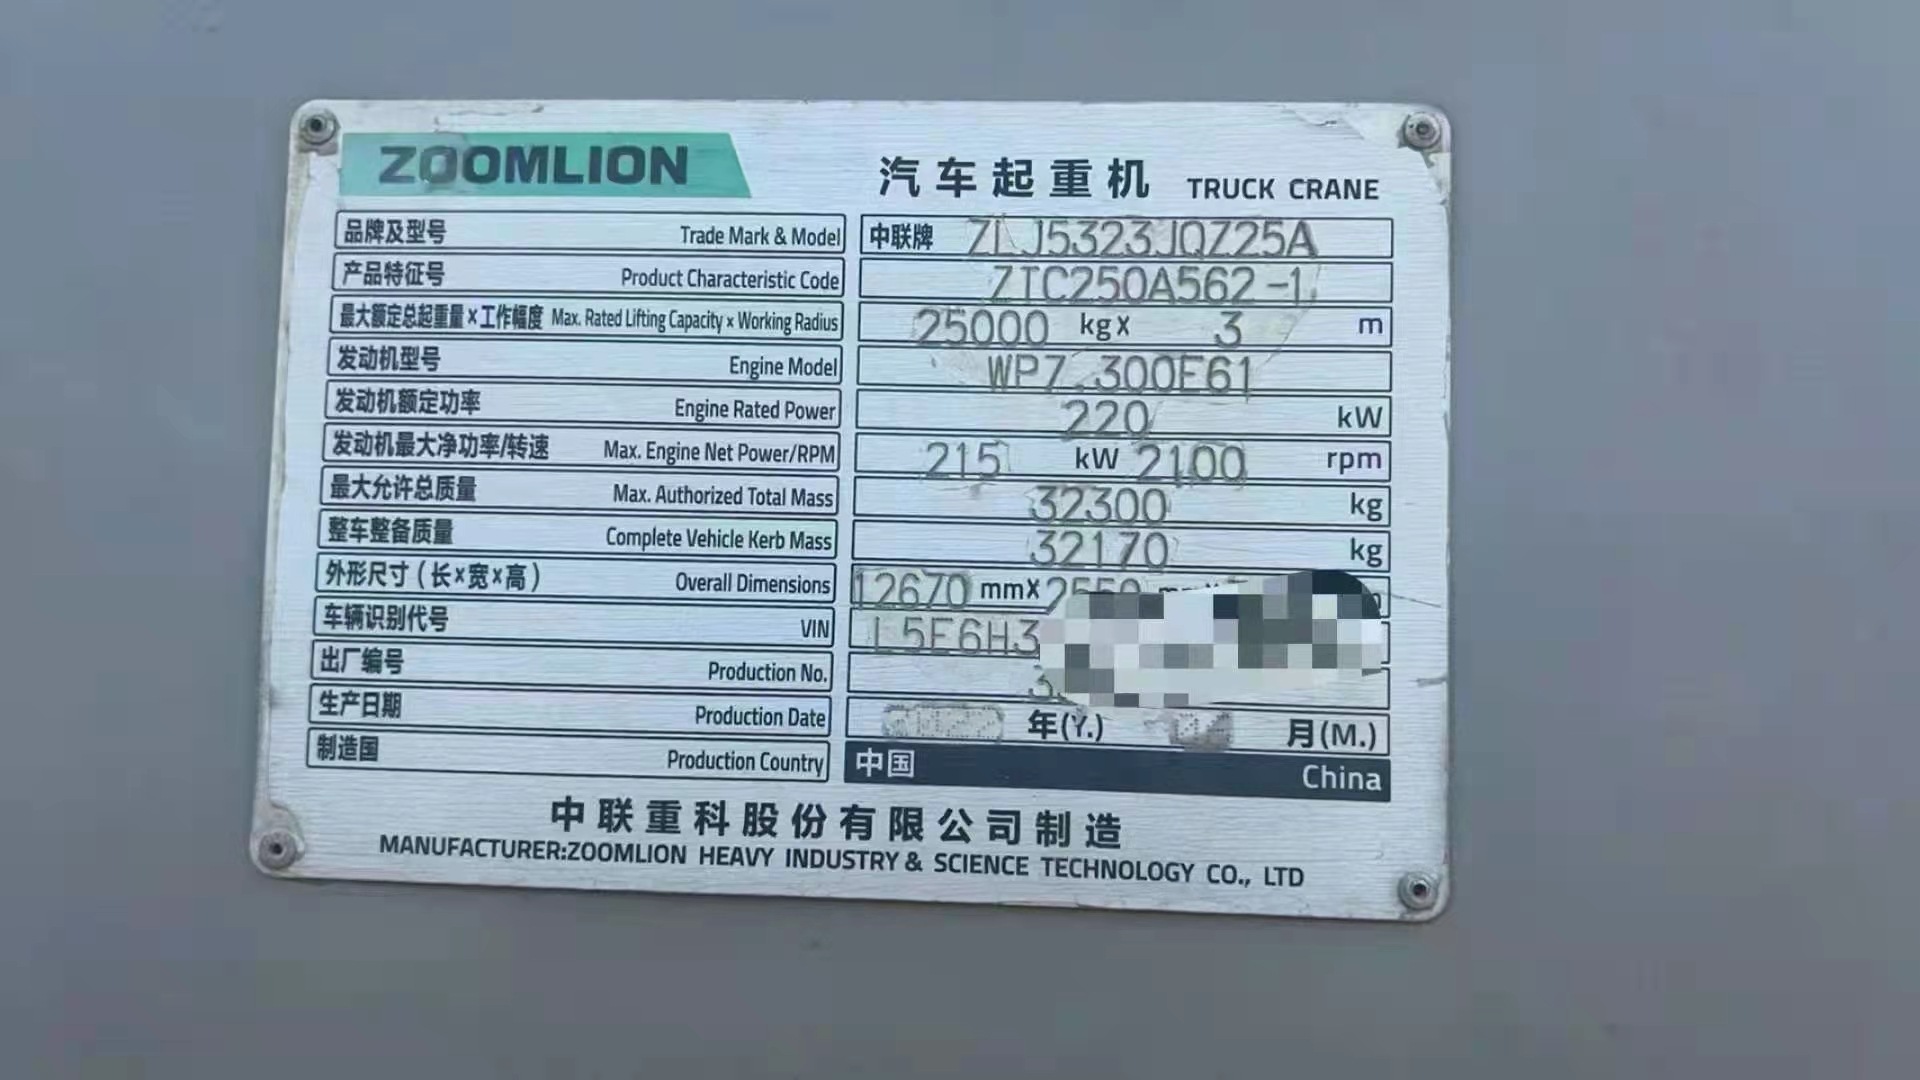 ZOOMLION
汽车起重机 TRUCK CRANE
品牌及型号 Trade Mark & Model 中联牌 ZLJ5323JQZ25A
产品特征号 Product Characteristic Code ZTC250A562-1
最大额定总起重量×工作幅度 Max. Rated Lifting Capacity × Working Radius 25000 kg× 3 m
发动机型号 Engine Model WP7.300E61
发动机额定功率 Engine Rated Power 220 kW
发动机最大净功率/转速 Max. Engine Net Power/RPM 215 kW 2100 rpm
最大允许总质量 Max. Authorized Total Mass 32300 kg
整车整备质量 Complete Vehicle Kerb Mass 32170 kg
外形尺寸(长×宽×高) Overall Dimensions 12670 mm× 2550
车辆识别代号 VIN L5E6H3
出厂编号 Production No.
生产日期 Production Date 年(Y.) 月(M.)
制造国 Production Country 中国 China
中联重科股份有限公司制造
MANUFACTURER:ZOOMLION HEAVY INDUSTRY & SCIENCE TECHNOLOGY CO., LTD